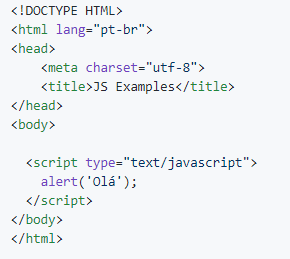 <!DOCTYPE HTML>
<html lang="pt-br">
<head>
    <meta charset="utf-8">
    <title>JS Examples</title>
</head>
<body>

  <script type="text/javascript">
    alert('Olá');
  </script>
</body>
</html>